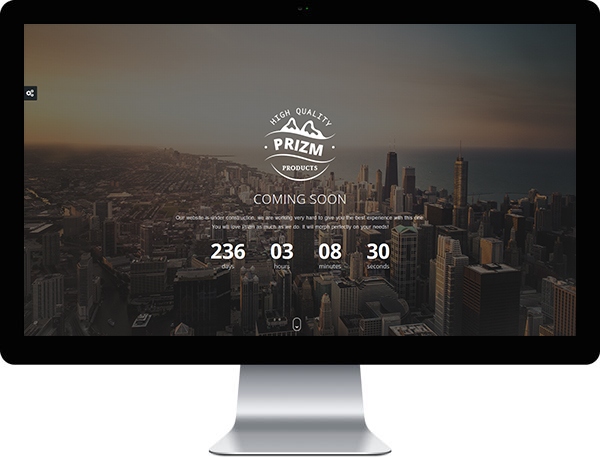 HIGH QUALITY
PRIZM
PRODUCTS
COMING SOON
Our website is under construction, we are working very hard to give you the best experience with this one.
You will love Prizm as much as we do. It will morph perfectly on your needs!
236 03 08 30
days hours minutes seconds